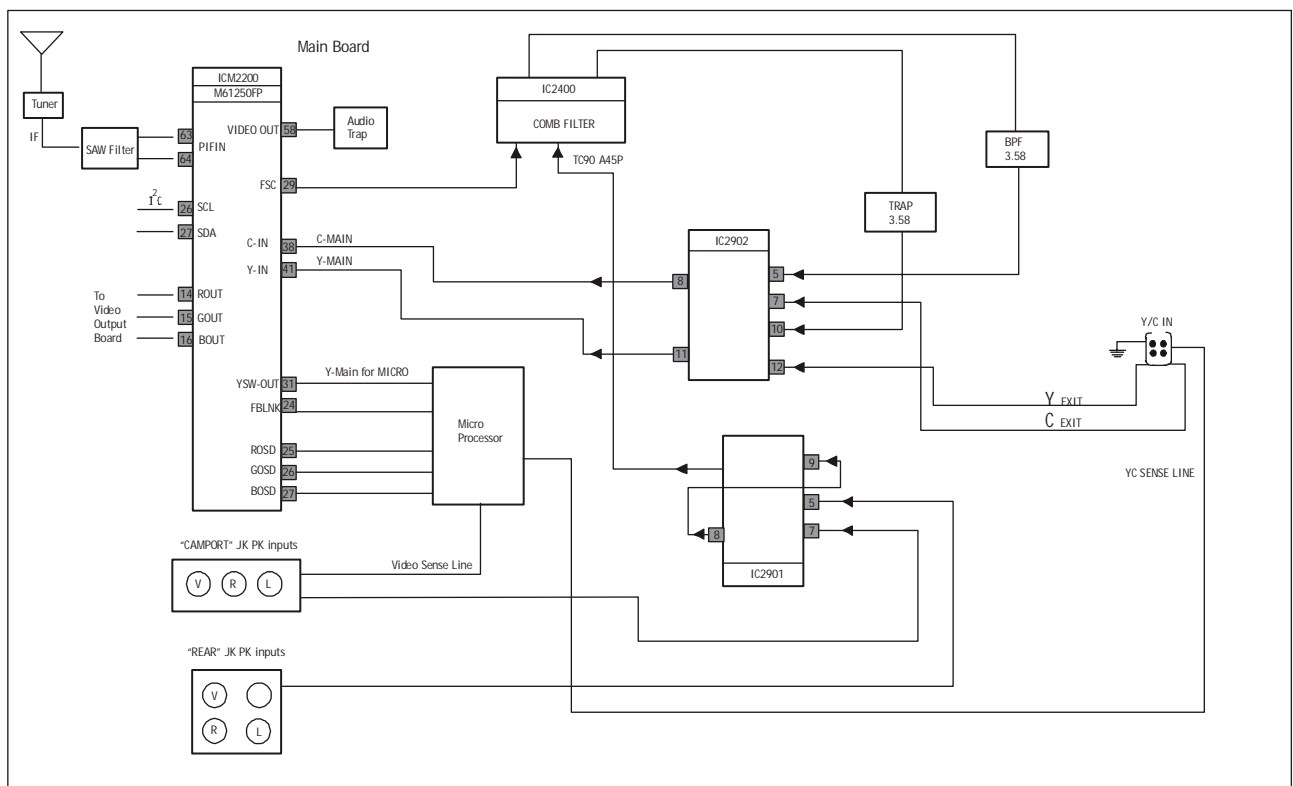 Main Board
ICM2200
M61250FP
Tuner
IF
SAW Filter
63
64
PIFIN
VIDEO OUT
58
Audio
Trap
FSC
29
I²C
26
SCL
27
SDA
C-IN
38
C-MAIN
Y-IN
41
Y-MAIN
To
Video
Output
Board
14
ROUT
15
GOUT
16
BOUT
YSW-OUT
31
Y-Main for MICRO
FBLNK
24
ROSD
25
GOSD
26
BOSD
27
Micro
Processor
IC2400
COMB FILTER
TC90 A45P
BPF
3.58
TRAP
3.58
IC2902
8
11
5
7
10
12
Y/C IN
Y EXIT
C EXIT
YC SENSE LINE
9
5
7
8
IC2901
"CAMPORT" JK PK inputs
V
R
L
Video Sense Line
"REAR" JK PK inputs
V
R
L